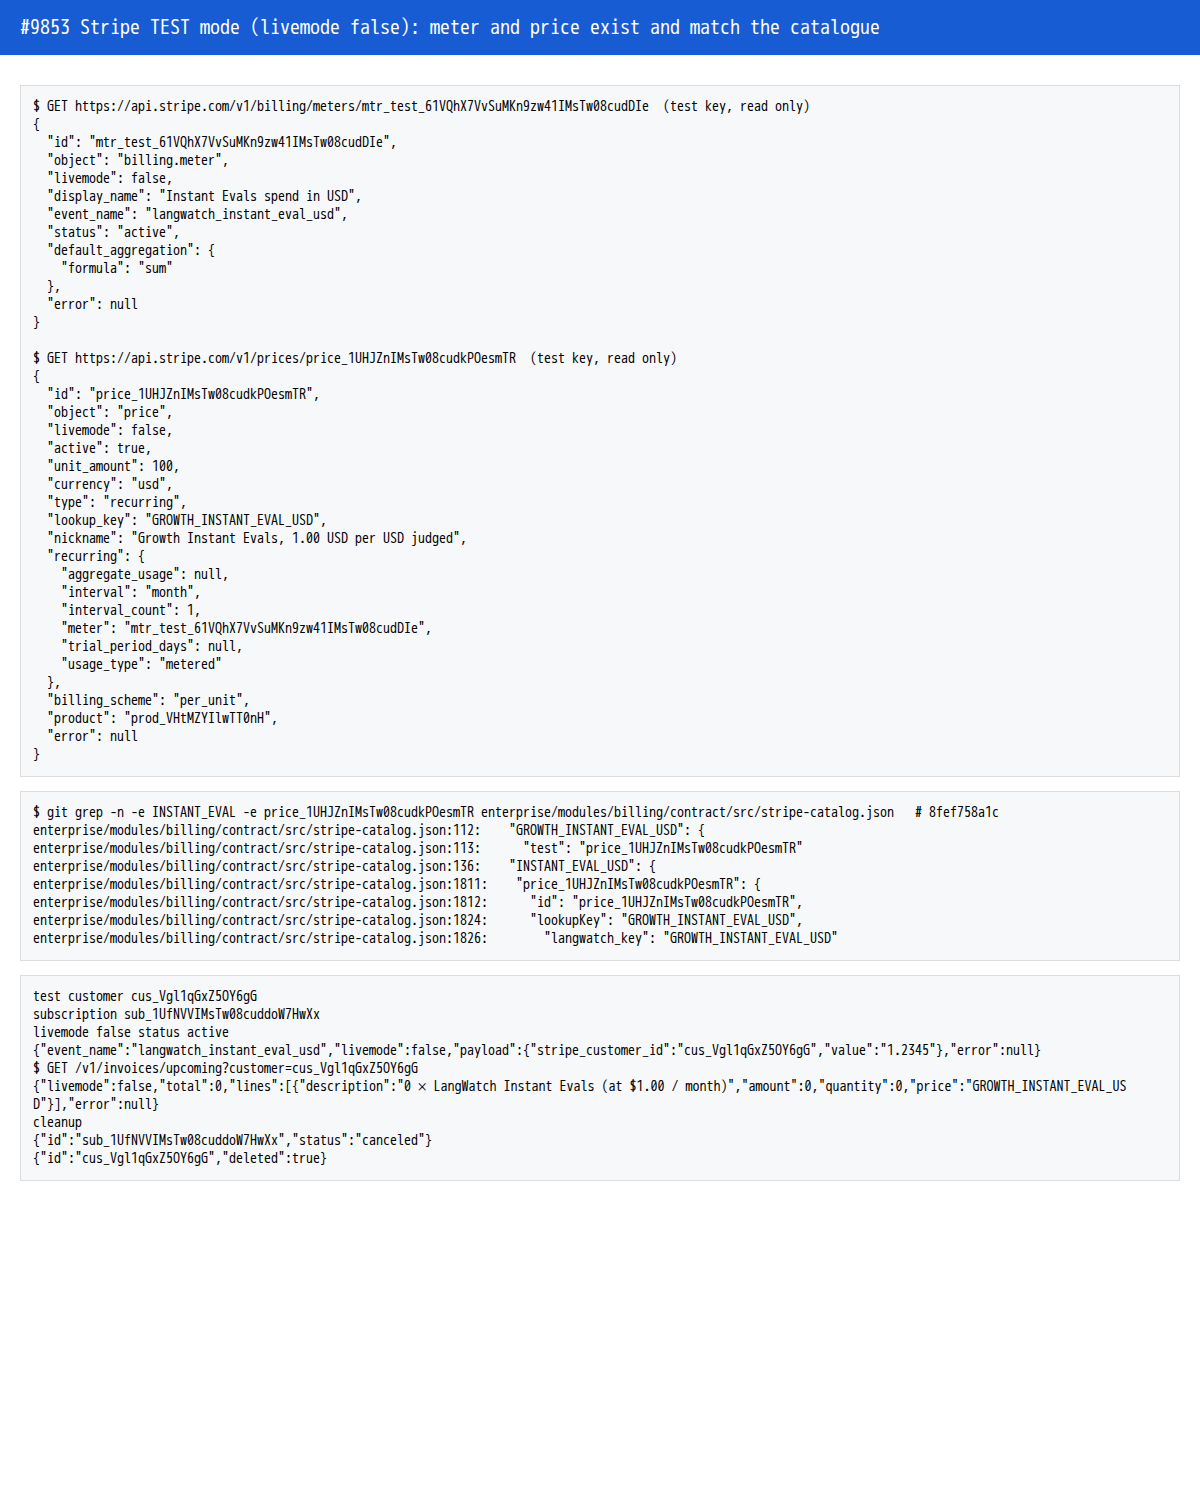 #9853 Stripe TEST mode (livemode false): meter and price exist and match the catalogue
$ GET https://api.stripe.com/v1/billing/meters/mtr_test_61VQhX7VvSuMKn9zw41IMsTw08cudDIe  (test key, read only)
{
  "id": "mtr_test_61VQhX7VvSuMKn9zw41IMsTw08cudDIe",
  "object": "billing.meter",
  "livemode": false,
  "display_name": "Instant Evals spend in USD",
  "event_name": "langwatch_instant_eval_usd",
  "status": "active",
  "default_aggregation": {
    "formula": "sum"
  },
  "error": null
}
$ GET https://api.stripe.com/v1/prices/price_1UHJZnIMsTw08cudkPOesmTR  (test key, read only)
{
  "id": "price_1UHJZnIMsTw08cudkPOesmTR",
  "object": "price",
  "livemode": false,
  "active": true,
  "unit_amount": 100,
  "currency": "usd",
  "type": "recurring",
  "lookup_key": "GROWTH_INSTANT_EVAL_USD",
  "nickname": "Growth Instant Evals, 1.00 USD per USD judged",
  "recurring": {
    "aggregate_usage": null,
    "interval": "month",
    "interval_count": 1,
    "meter": "mtr_test_61VQhX7VvSuMKn9zw41IMsTw08cudDIe",
    "trial_period_days": null,
    "usage_type": "metered"
  },
  "billing_scheme": "per_unit",
  "product": "prod_VHtMZYIlwTT0nH",
  "error": null
}
$ git grep -n -e INSTANT_EVAL -e price_1UHJZnIMsTw08cudkPOesmTR enterprise/modules/billing/contract/src/stripe-catalog.json   # 8fef758a1c
enterprise/modules/billing/contract/src/stripe-catalog.json:112:    "GROWTH_INSTANT_EVAL_USD": {
enterprise/modules/billing/contract/src/stripe-catalog.json:113:      "test": "price_1UHJZnIMsTw08cudkPOesmTR"
enterprise/modules/billing/contract/src/stripe-catalog.json:136:    "INSTANT_EVAL_USD": {
enterprise/modules/billing/contract/src/stripe-catalog.json:1811:    "price_1UHJZnIMsTw08cudkPOesmTR": {
enterprise/modules/billing/contract/src/stripe-catalog.json:1812:      "id": "price_1UHJZnIMsTw08cudkPOesmTR",
enterprise/modules/billing/contract/src/stripe-catalog.json:1824:      "lookupKey": "GROWTH_INSTANT_EVAL_USD",
enterprise/modules/billing/contract/src/stripe-catalog.json:1826:        "langwatch_key": "GROWTH_INSTANT_EVAL_USD"
test customer cus_Vgl1qGxZ5OY6gG
subscription sub_1UfNVVIMsTw08cuddoW7HwXx
livemode false status active
{"event_name":"langwatch_instant_eval_usd","livemode":false,"payload":{"stripe_customer_id":"cus_Vgl1qGxZ5OY6gG","value":"1.2345"},"error":null}
$ GET /v1/invoices/upcoming?customer=cus_Vgl1qGxZ5OY6gG
{"livemode":false,"total":0,"lines":[{"description":"0 × LangWatch Instant Evals (at $1.00 / month)","amount":0,"quantity":0,"price":"GROWTH_INSTANT_EVAL_US
D"}],"error":null}
cleanup
{"id":"sub_1UfNVVIMsTw08cuddoW7HwXx","status":"canceled"}
{"id":"cus_Vgl1qGxZ5OY6gG","deleted":true}